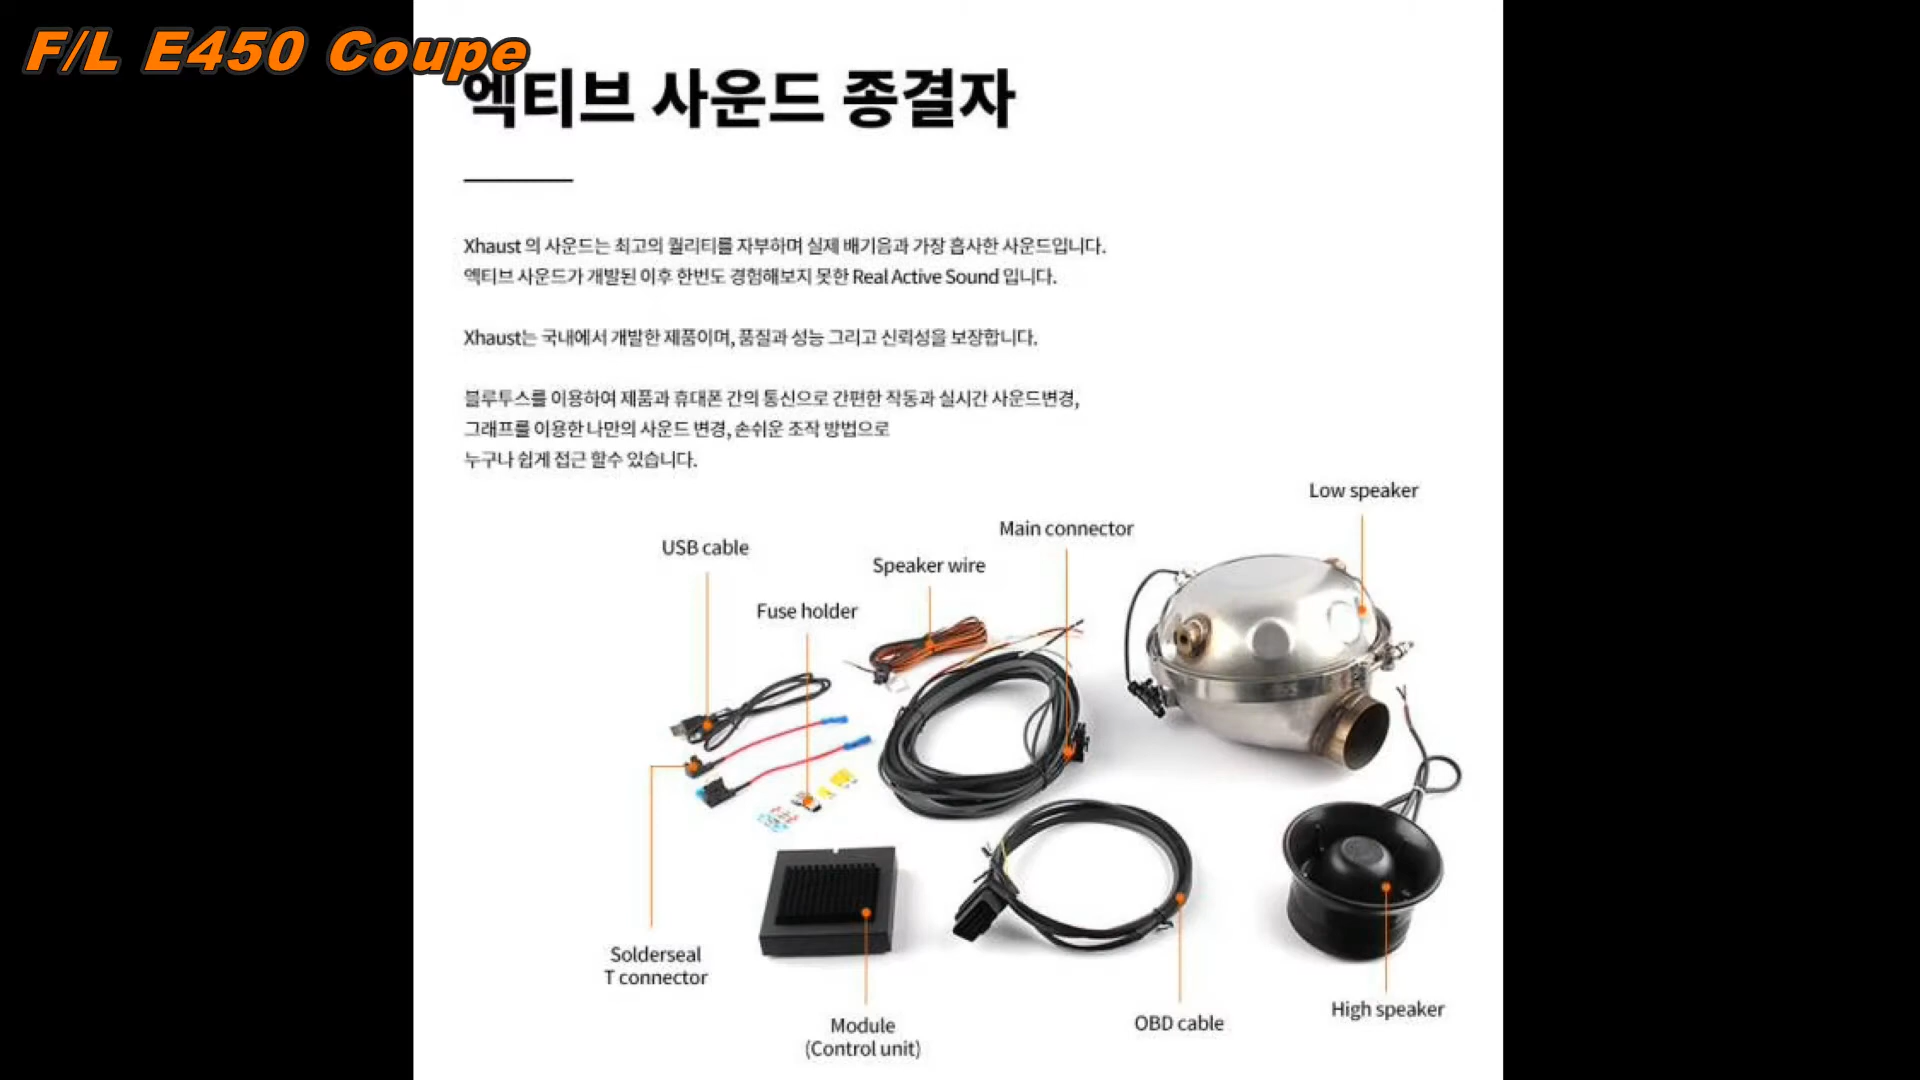 F/L E450 Coupe
엑티브 사운드 종결자
Xhaust 의 사운드는 최고의 퀄리티를 자부하며 실제 배기음과 가장 흡사한 사운드입니다.
엑티브 사운드가 개발된 이후 한번도 경험해보지 못한 Real Active Sound 입니다.
Xhaust는 국내에서 개발한 제품이며, 품질과 성능 그리고 신뢰성을 보장합니다.
블루투스를 이용하여 제품과 휴대폰 간의 통신으로 간편한 작동과 실시간 사운드변경,
그래프를 이용한 나만의 사운드 변경, 손쉬운 조작 방법으로
누구나 쉽게 접근 할수 있습니다.
Low speaker
Main connector
USB cable
Speaker wire
Fuse holder
Solderseal
T connector
Module
(Control unit)
OBD cable
High speaker